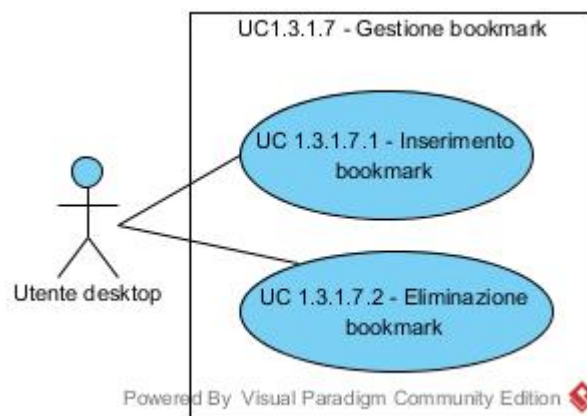 UC1.3.1.7 - Gestione bookmark
UC 1.3.1.7.1 - Inserimento
bookmark
Utente desktop
UC 1.3.1.7.2 - Eliminazione
bookmark
Powered By Visual Paradigm Community Edition